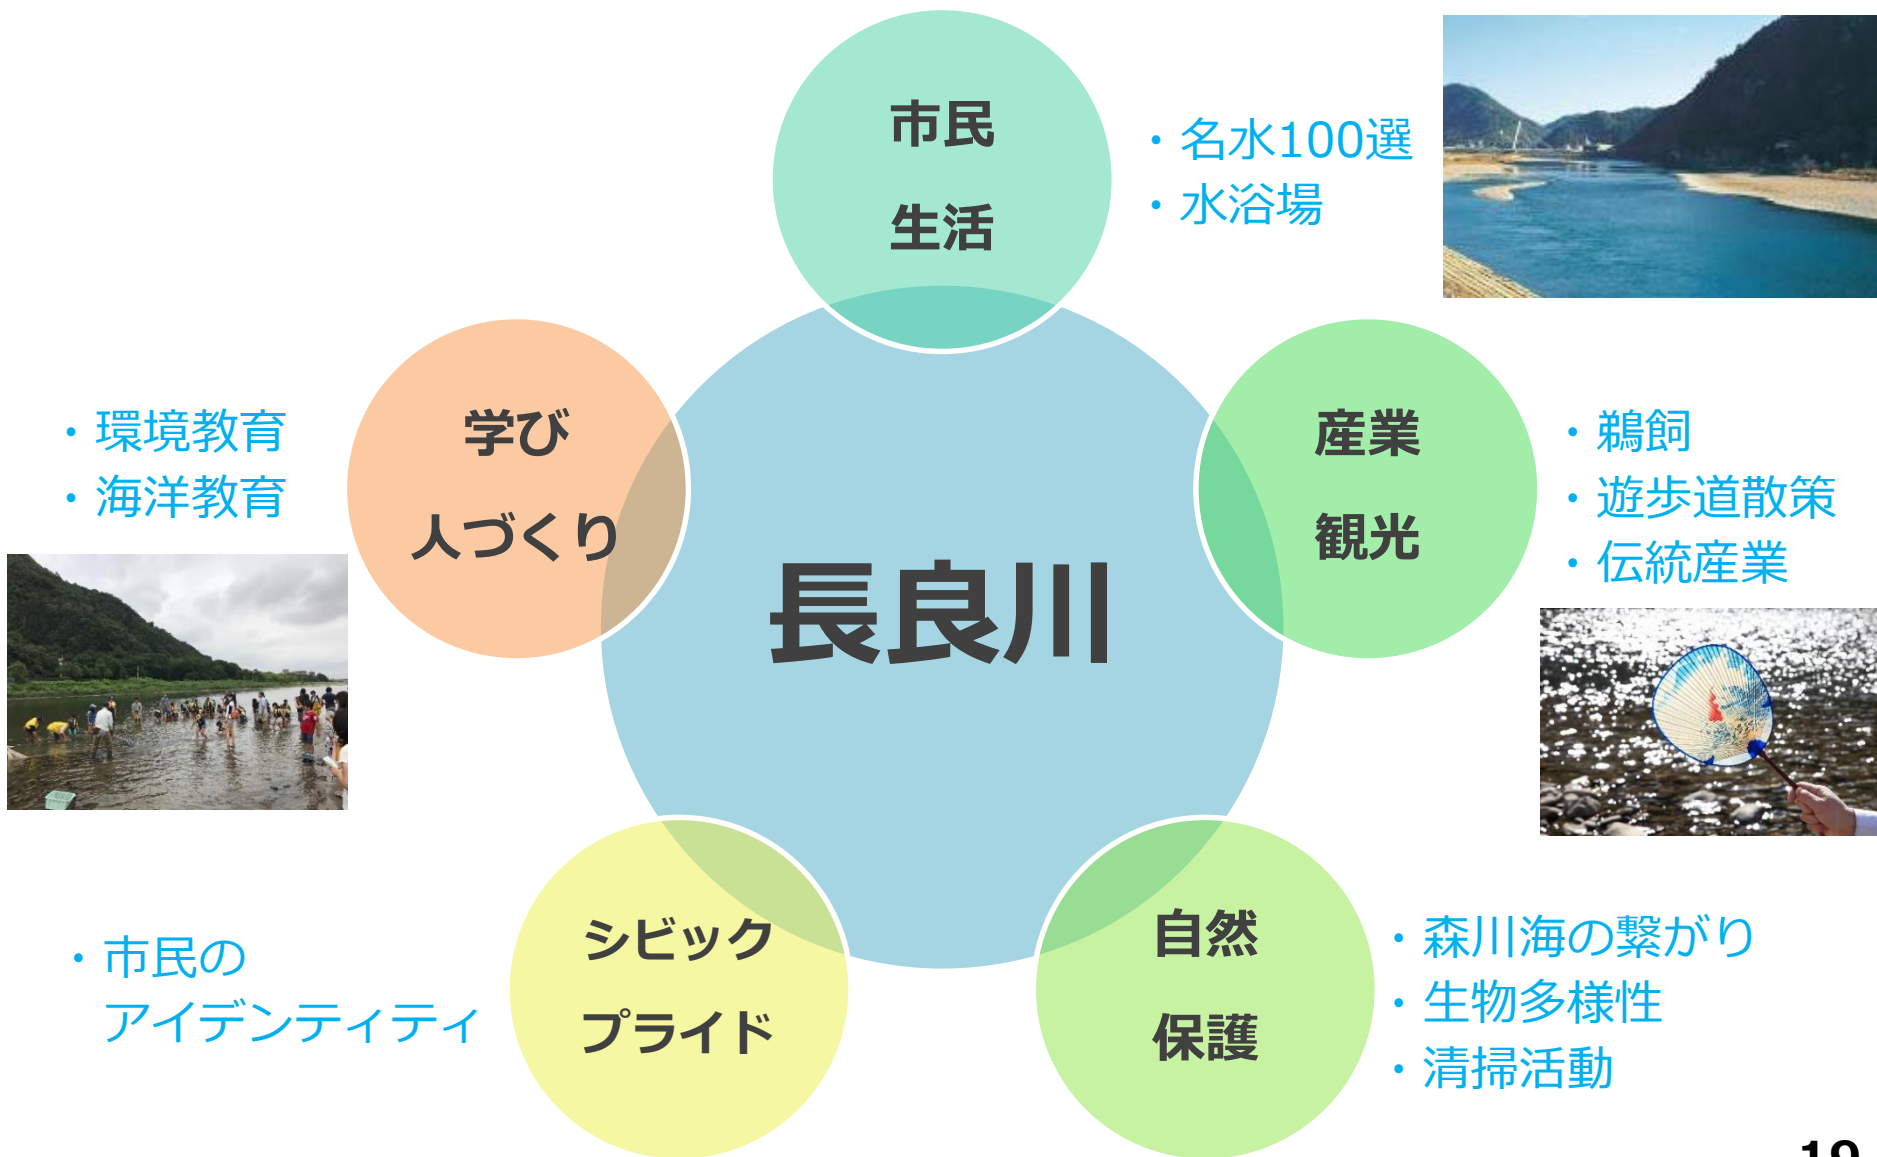 市民
生活
・名水100選
・水浴場
学び
人づくり
・環境教育
・海洋教育
産業
観光
・鵜飼
・遊歩道散策
・伝統産業
長良川
シビック
プライド
・市民の
アイデンティティ
自然
保護
・森川海の繋がり
・生物多様性
・清掃活動